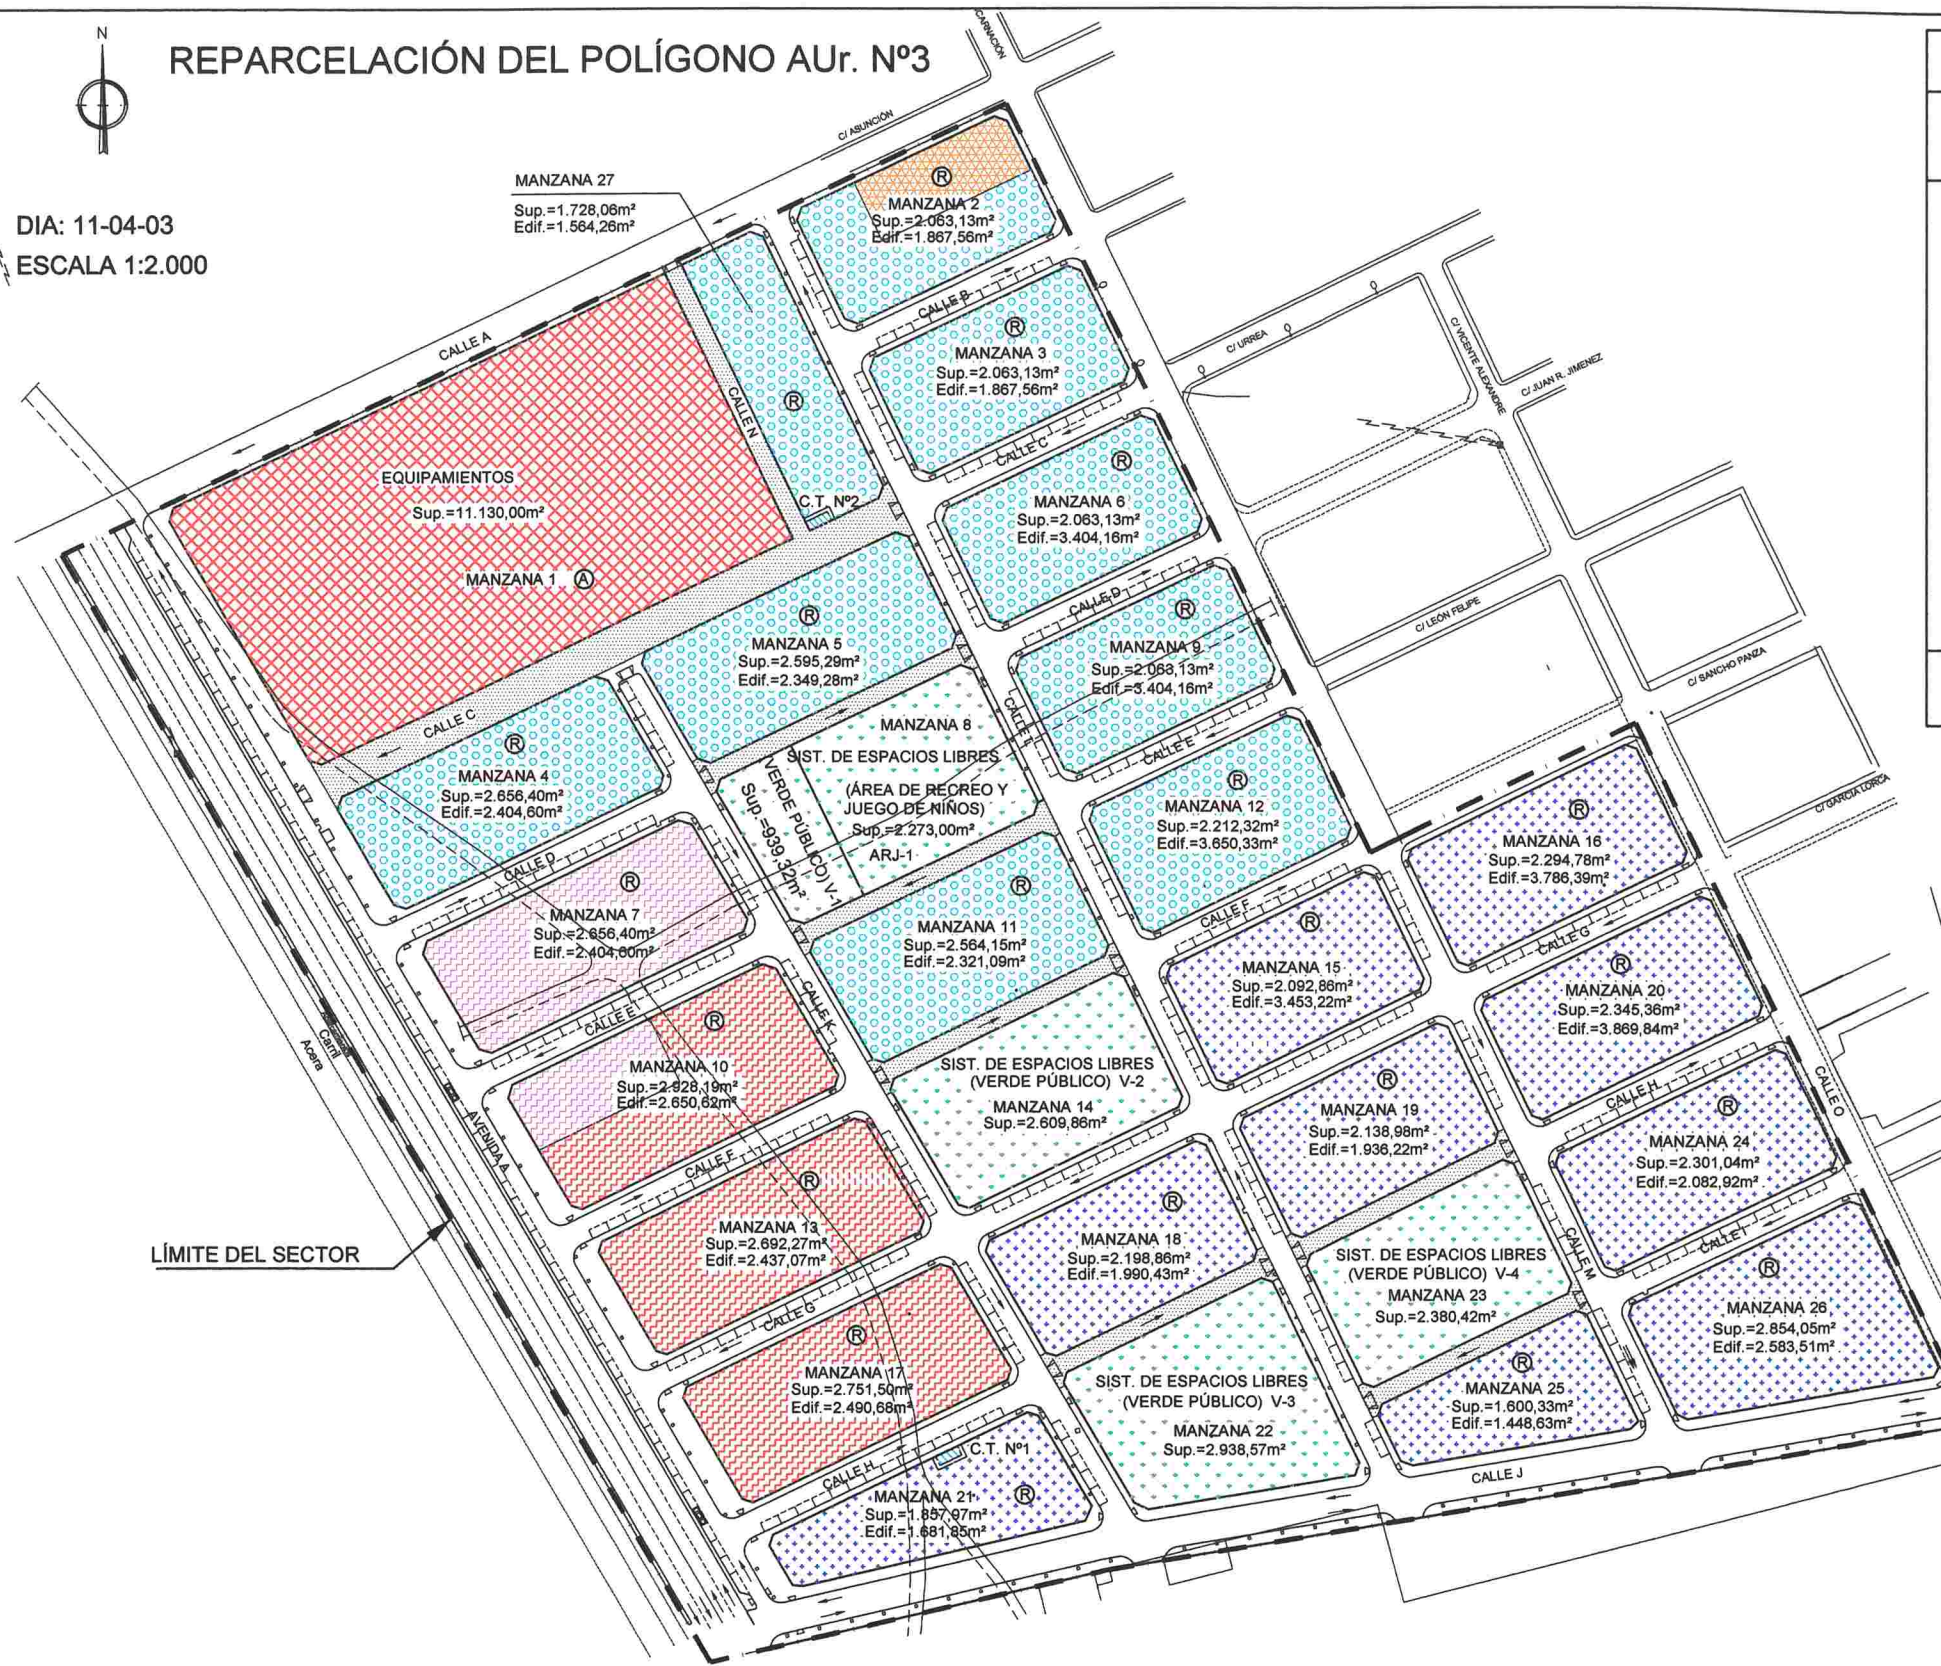 N
REPARCELACIÓN DEL POLÍGONO AUr. Nº3
DIA: 11-04-03
ESCALA 1:2.000
C/ ASUNCIÓN
MANZANA 27
Sup.=1.728,06m²
Edif.=1.564,26m²
R
MANZANA 2
Sup.=2.063,13m²
Edif.=1.867,56m²
CALLE B
R
MANZANA 3
Sup.=2.063,13m²
Edif.=1.867,56m²
CALLE C
CALLE A
CALLE N
R
C.T. Nº2
C/ URREA
C/ VICENTE ALEIXANDRE
C/ JUAN R. JIMENEZ
C/ LEÓN FELIPE
C/ SANCHO PANZA
C/ GARCIA LORCA
EQUIPAMIENTOS
Sup.=11.130,00m²
MANZANA 1 A
R
MANZANA 6
Sup.=2.063,13m²
Edif.=3.404,16m²
CALLE D
R
MANZANA 5
Sup.=2.595,29m²
Edif.=2.349,28m²
R
MANZANA 9
Sup.=2.063,13m²
Edif.=3.404,16m²
CALLE E
CALLE C
R
MANZANA 4
Sup.=2.656,40m²
Edif.=2.404,60m²
CALLE D
MANZANA 8
SIST. DE ESPACIOS LIBRES
(ÁREA DE RECREO Y
JUEGO DE NIÑOS)
Sup.=2.273,00m²
ARJ-1
VERDE PÚBLICO) V-1
Sup.=939,32m²
CALLE L
R
MANZANA 12
Sup.=2.212,32m²
Edif.=3.650,33m²
CALLE F
R
MANZANA 16
Sup.=2.294,78m²
Edif.=3.786,39m²
CALLE G
R
MANZANA 7
Sup.=2.656,40m²
Edif.=2.404,60m²
CALLE E
R
MANZANA 11
Sup.=2.564,15m²
Edif.=2.321,09m²
R
MANZANA 15
Sup.=2.092,86m²
Edif.=3.453,22m²
R
MANZANA 20
Sup.=2.345,36m²
Edif.=3.869,84m²
CALLE H
CALLE O
CALLE K
R
MANZANA 10
Sup.=2.928,19m²
Edif.=2.650,62m²
CALLE F
SIST. DE ESPACIOS LIBRES
(VERDE PÚBLICO) V-2
MANZANA 14
Sup.=2.609,86m²
R
MANZANA 19
Sup.=2.138,98m²
Edif.=1.936,22m²
R
MANZANA 24
Sup.=2.301,04m²
Edif.=2.082,92m²
CALLE I
Carril
Acera
AVENIDA A
LÍMITE DEL SECTOR
R
MANZANA 13
Sup.=2.692,27m²
Edif.=2.437,07m²
CALLE G
R
MANZANA 18
Sup.=2.198,86m²
Edif.=1.990,43m²
SIST. DE ESPACIOS LIBRES
(VERDE PÚBLICO) V-4
MANZANA 23
Sup.=2.380,42m²
CALLE M
R
MANZANA 26
Sup.=2.854,05m²
Edif.=2.583,51m²
R
MANZANA 17
Sup.=2.751,50m²
Edif.=2.490,68m²
CALLE H
SIST. DE ESPACIOS LIBRES
(VERDE PÚBLICO) V-3
MANZANA 22
Sup.=2.938,57m²
R
MANZANA 25
Sup.=1.600,33m²
Edif.=1.448,63m²
CALLE J
C.T. Nº1
MANZANA 21
R
Sup.=1.857,97m²
Edif.=1.681,85m²